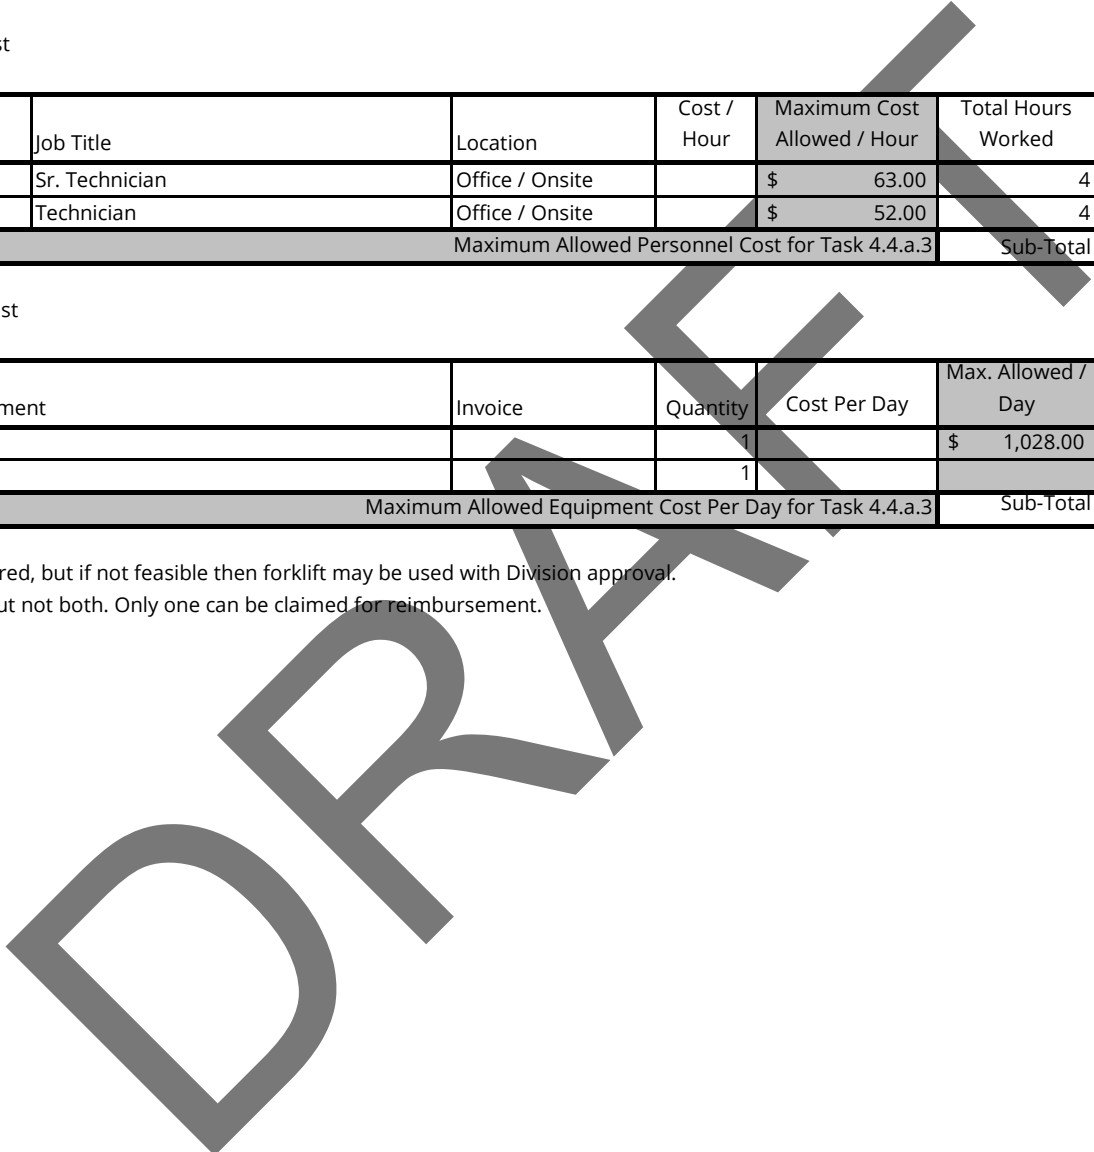 st
Cost / Maximum Cost Total Hours
Job Title Location Hour Allowed / Hour Worked
Sr. Technician Office / Onsite $ 63.00 4
Technician Office / Onsite $ 52.00 4
Maximum Allowed Personnel Cost for Task 4.4.a.3 Sub-Total
st
Max. Allowed /
ment Invoice Quantity Cost Per Day Day
1 $ 1,028.00
1
Maximum Allowed Equipment Cost Per Day for Task 4.4.a.3 Sub-Total
red, but if not feasible then forklift may be used with Division approval.
ut not both. Only one can be claimed for reimbursement.
DRAFT